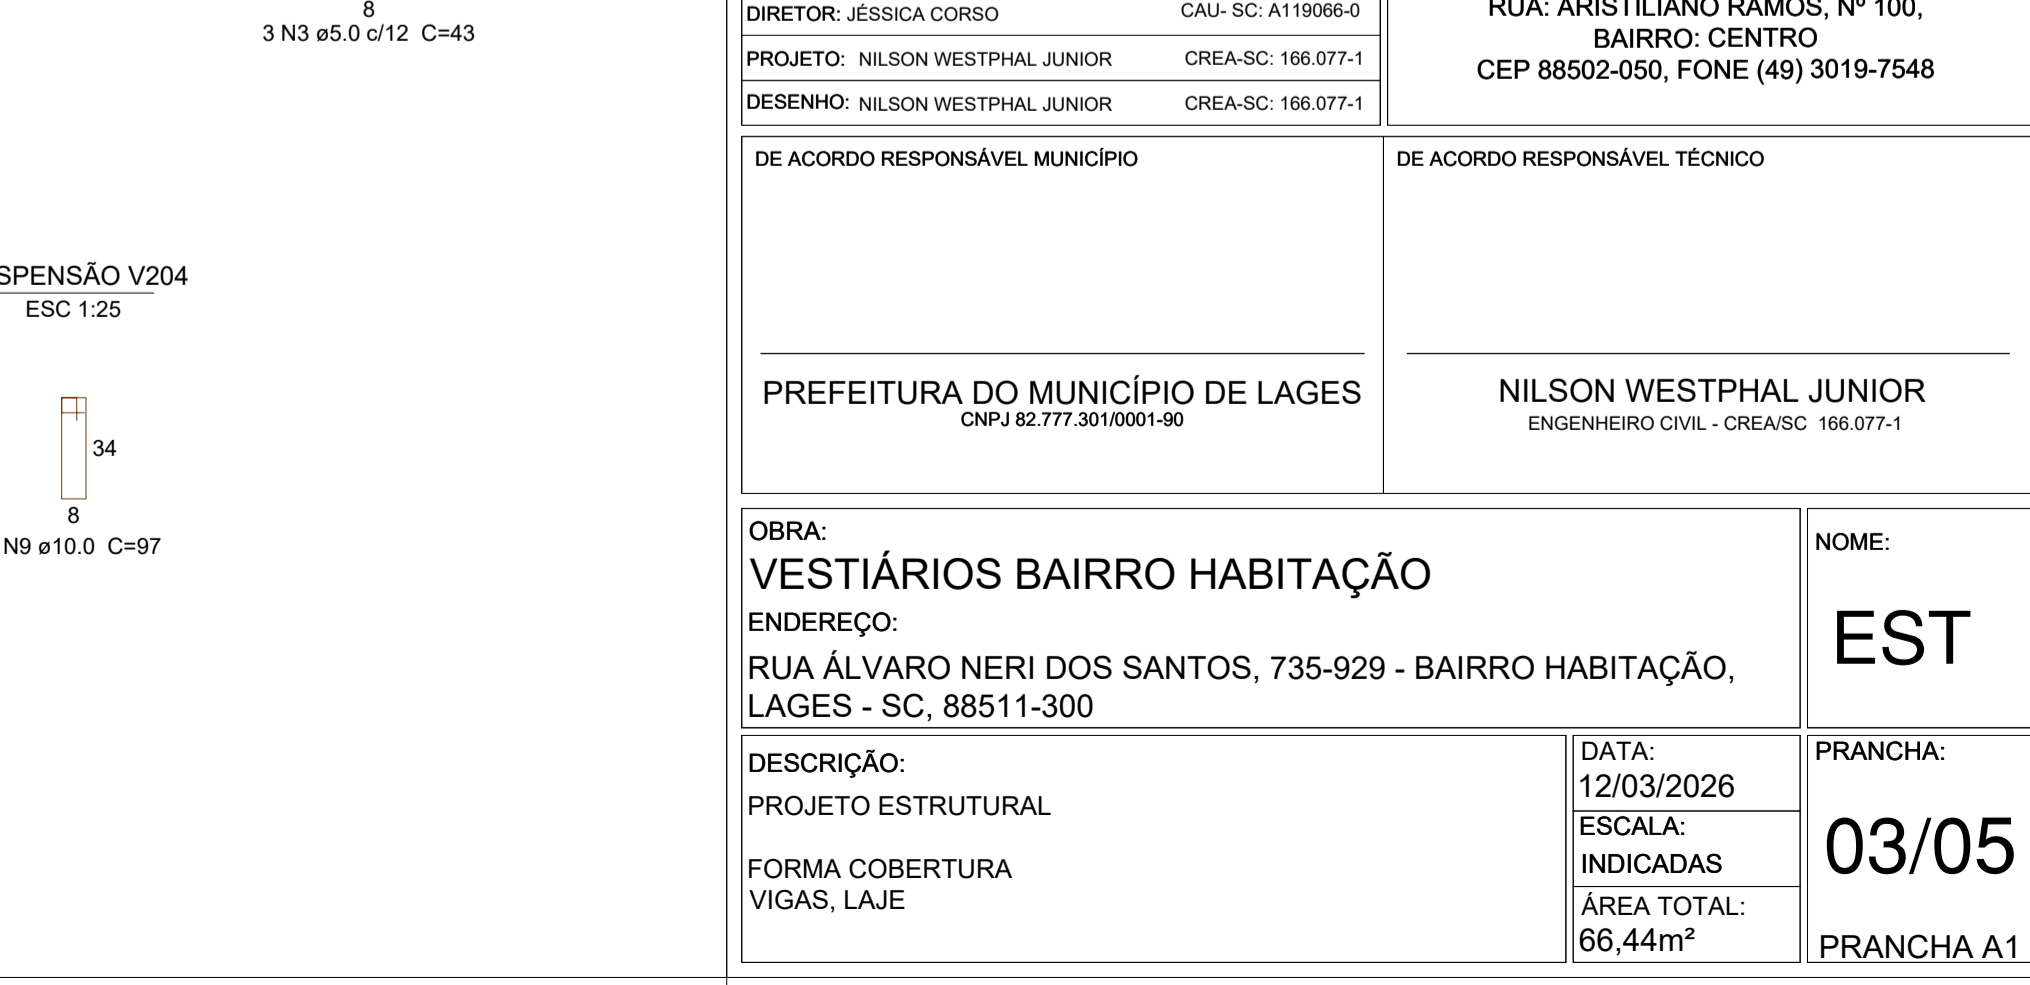 8
3 N3 ø5.0 c/12 C=43
SPENSÃO V204
ESC 1:25
34
8
N9 ø10.0 C=97
DIRETOR: JÉSSICA CORSO CAU- SC: A119066-0
PROJETO: NILSON WESTPHAL JUNIOR CREA-SC: 166.077-1
DESENHO: NILSON WESTPHAL JUNIOR CREA-SC: 166.077-1
RUA: ARISTILIANO RAMOS, Nº 100,
BAIRRO: CENTRO
CEP 88502-050, FONE (49) 3019-7548
DE ACORDO RESPONSÁVEL MUNICÍPIO
PREFEITURA DO MUNICÍPIO DE LAGES
CNPJ 82.777.301/0001-90
DE ACORDO RESPONSÁVEL TÉCNICO
NILSON WESTPHAL JUNIOR
ENGENHEIRO CIVIL - CREA/SC 166.077-1
OBRA:
VESTIÁRIOS BAIRRO HABITAÇÃO
ENDEREÇO:
RUA ÁLVARO NERI DOS SANTOS, 735-929 - BAIRRO HABITAÇÃO,
LAGES - SC, 88511-300
NOME:
EST
DESCRIÇÃO:
PROJETO ESTRUTURAL
FORMA COBERTURA
VIGAS, LAJE
DATA:
12/03/2026
ESCALA:
INDICADAS
ÁREA TOTAL:
66,44m²
PRANCHA:
03/05
PRANCHA A1